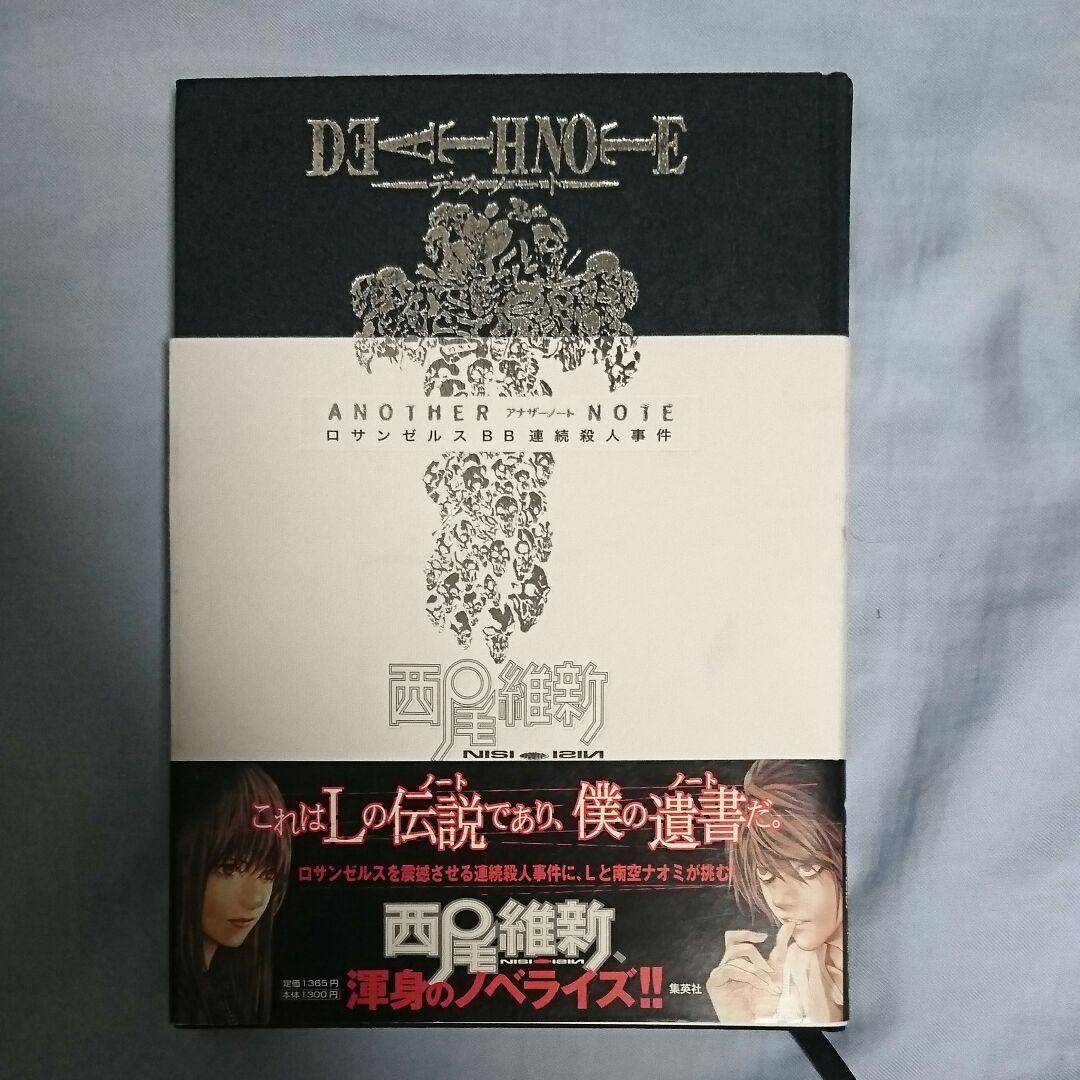 DEATH NOTE
デスノート
ANOTHER アナザーノート NOTE
ロサンゼルスBB連続殺人事件
西尾維新
NISI ISIN
ノート ノート
これはLの伝説であり、僕の遺書だ。
ロサンゼルスを震撼させる連続殺人事件に、Lと南空ナオミが挑む!
西尾維新、
NISI ISIN
定価1365円
本体1300円
渾身のノベライズ!!
集英社